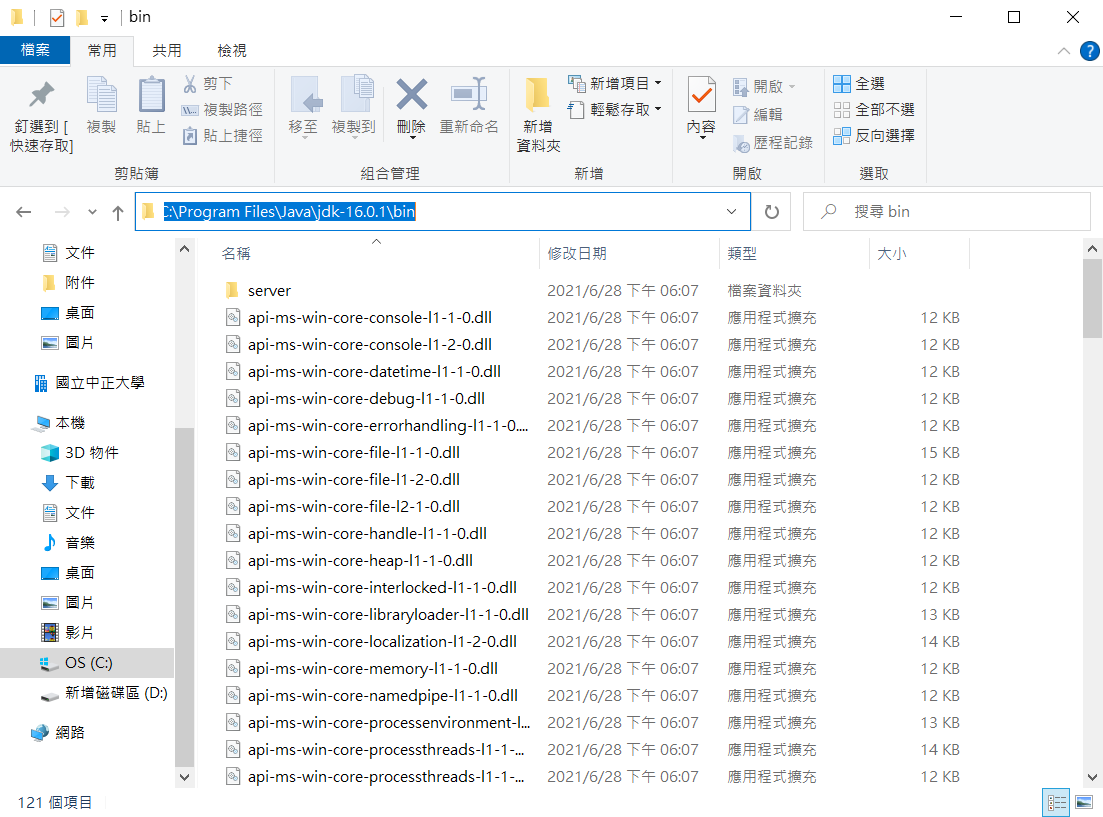 bin
檔案 常用 共用 檢視
釘選到 [快速存取]
複製
貼上
剪下
複製路徑
貼上捷徑
剪貼簿
移至
複製到
刪除
重新命名
組合管理
新增
資料夾
新增項目
輕鬆存取
新增
內容
開啟
編輯
歷程記錄
開啟
全選
全部不選
反向選擇
選取
C:\Program Files\Java\jdk-16.0.1\bin
搜尋 bin
文件
附件
桌面
圖片
國立中正大學
本機
3D 物件
下載
文件
音樂
桌面
圖片
影片
OS (C:)
新增磁碟區 (D:)
網路
名稱 修改日期 類型 大小
server 2021/6/28 下午 06:07 檔案資料夾
api-ms-win-core-console-l1-1-0.dll 2021/6/28 下午 06:07 應用程式擴充 12 KB
api-ms-win-core-console-l1-2-0.dll 2021/6/28 下午 06:07 應用程式擴充 12 KB
api-ms-win-core-datetime-l1-1-0.dll 2021/6/28 下午 06:07 應用程式擴充 12 KB
api-ms-win-core-debug-l1-1-0.dll 2021/6/28 下午 06:07 應用程式擴充 12 KB
api-ms-win-core-errorhandling-l1-1-0.... 2021/6/28 下午 06:07 應用程式擴充 12 KB
api-ms-win-core-file-l1-1-0.dll 2021/6/28 下午 06:07 應用程式擴充 15 KB
api-ms-win-core-file-l1-2-0.dll 2021/6/28 下午 06:07 應用程式擴充 12 KB
api-ms-win-core-file-l2-1-0.dll 2021/6/28 下午 06:07 應用程式擴充 12 KB
api-ms-win-core-handle-l1-1-0.dll 2021/6/28 下午 06:07 應用程式擴充 12 KB
api-ms-win-core-heap-l1-1-0.dll 2021/6/28 下午 06:07 應用程式擴充 12 KB
api-ms-win-core-interlocked-l1-1-0.dll 2021/6/28 下午 06:07 應用程式擴充 12 KB
api-ms-win-core-libraryloader-l1-1-0.dll 2021/6/28 下午 06:07 應用程式擴充 13 KB
api-ms-win-core-localization-l1-2-0.dll 2021/6/28 下午 06:07 應用程式擴充 14 KB
api-ms-win-core-memory-l1-1-0.dll 2021/6/28 下午 06:07 應用程式擴充 12 KB
api-ms-win-core-namedpipe-l1-1-0.dll 2021/6/28 下午 06:07 應用程式擴充 12 KB
api-ms-win-core-processenvironment-l... 2021/6/28 下午 06:07 應用程式擴充 13 KB
api-ms-win-core-processthreads-l1-1-... 2021/6/28 下午 06:07 應用程式擴充 14 KB
api-ms-win-core-processthreads-l1-1-... 2021/6/28 下午 06:07 應用程式擴充 12 KB
121 個項目